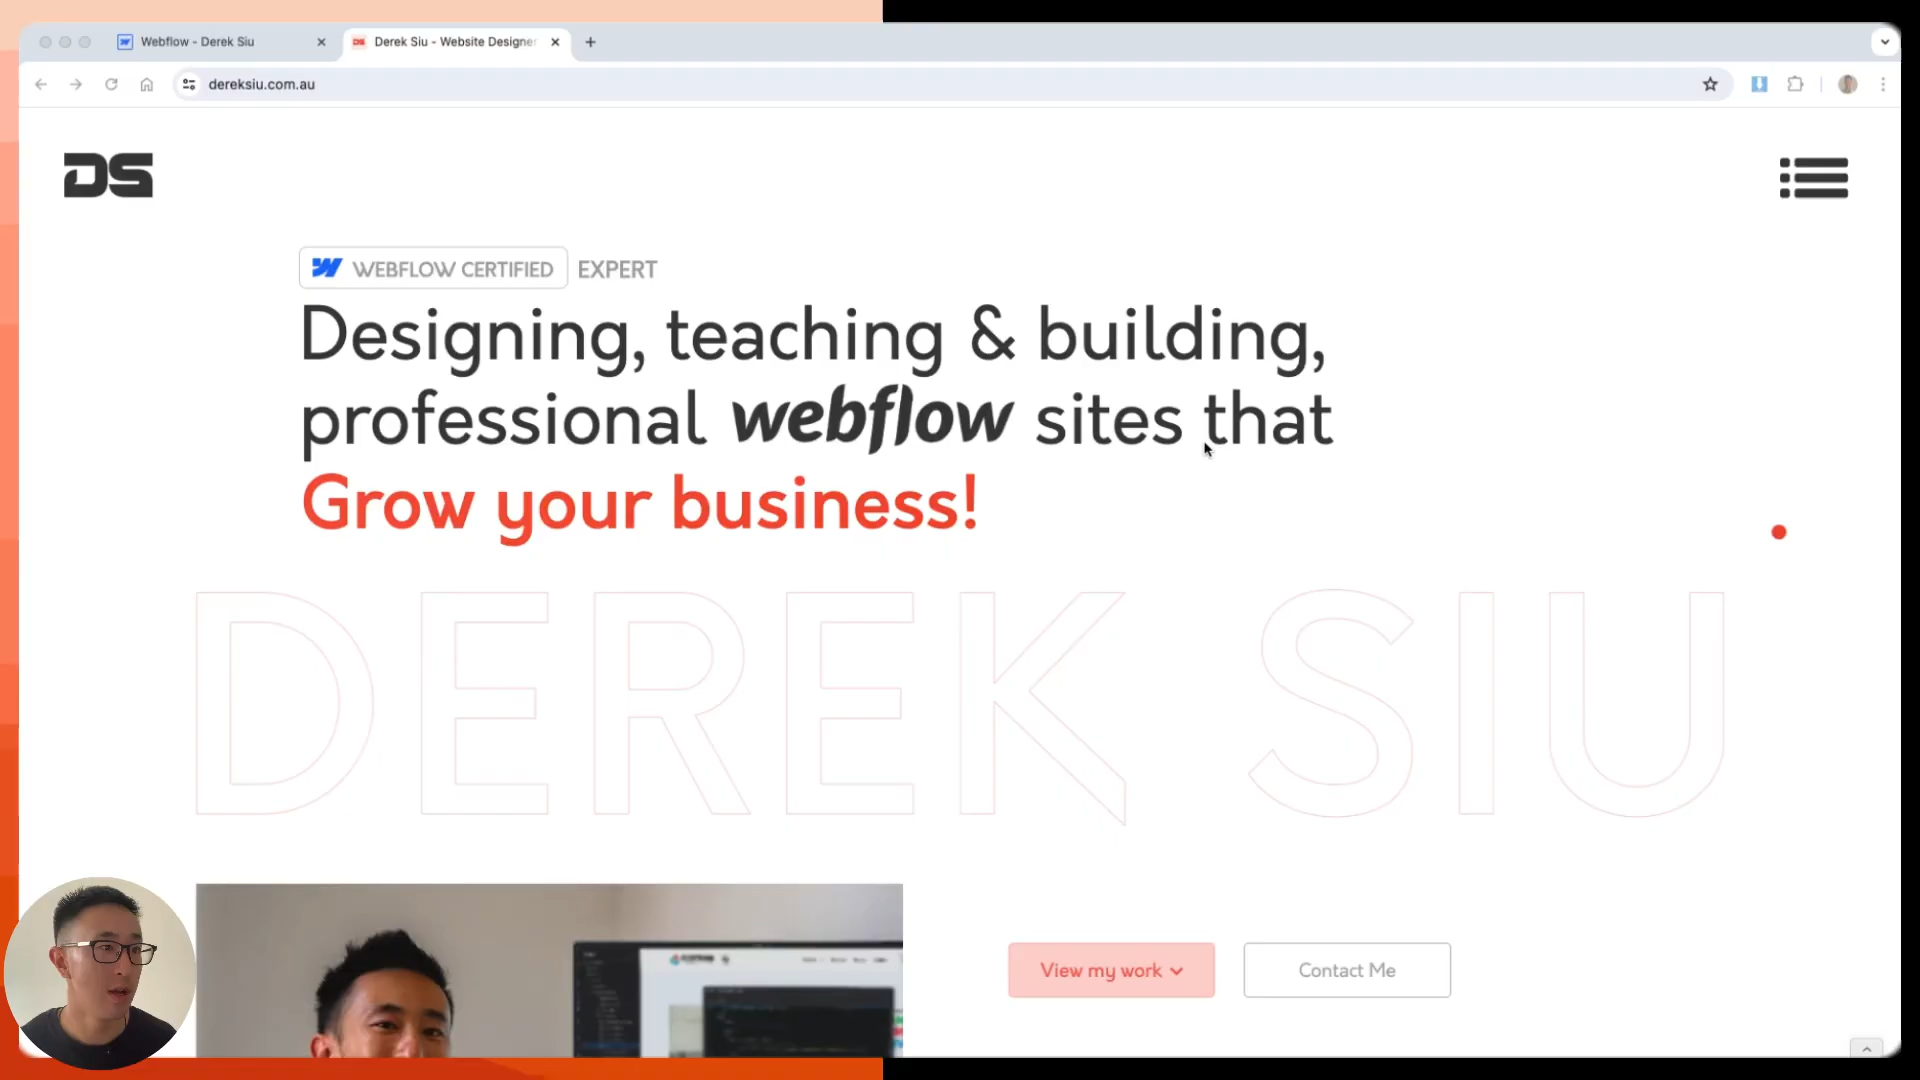 Webflow - Derek Siu
Derek Siu - Website Designer
dereksiu.com.au
DS
WEBFLOW CERTIFIED EXPERT
Designing, teaching & building,
professional webflow sites that
Grow your business!
DEREK SIU
View my work
Contact Me